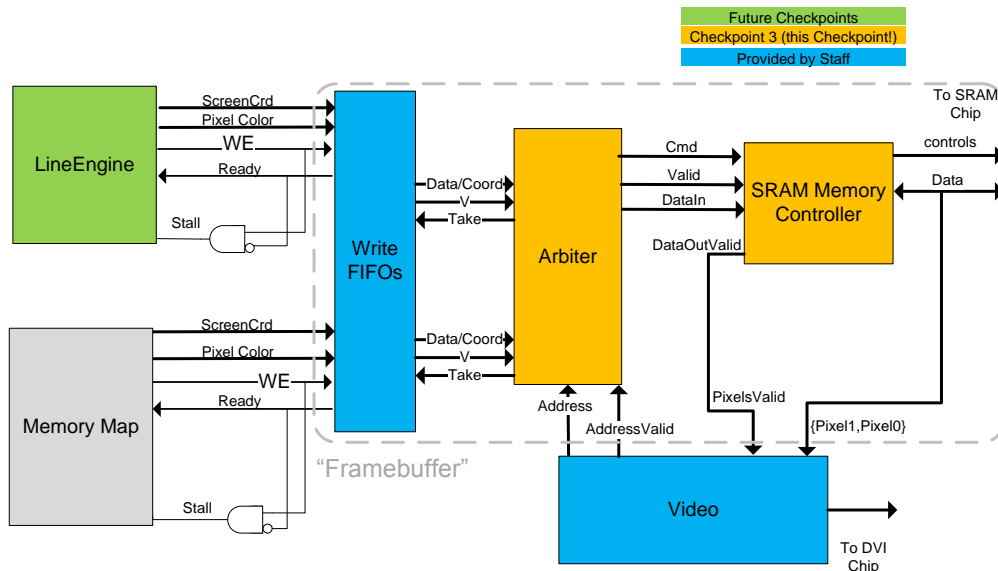 Future Checkpoints
Checkpoint 3 (this Checkpoint!)
Provided by Staff
To SRAM
Chip
ScreenCrd
Pixel Color
WE
Ready
Stall
LineEngine
Write
FIFOs
Data/Coord
V
Take
Arbiter
Cmd
Valid
DataIn
SRAM Memory
Controller
controls
Data
DataOutValid
ScreenCrd
Pixel Color
WE
Ready
Stall
Memory Map
Data/Coord
V
Take
Address
AddressValid
PixelsValid
{Pixel1,Pixel0}
“Framebuffer”
Video
To DVI
Chip